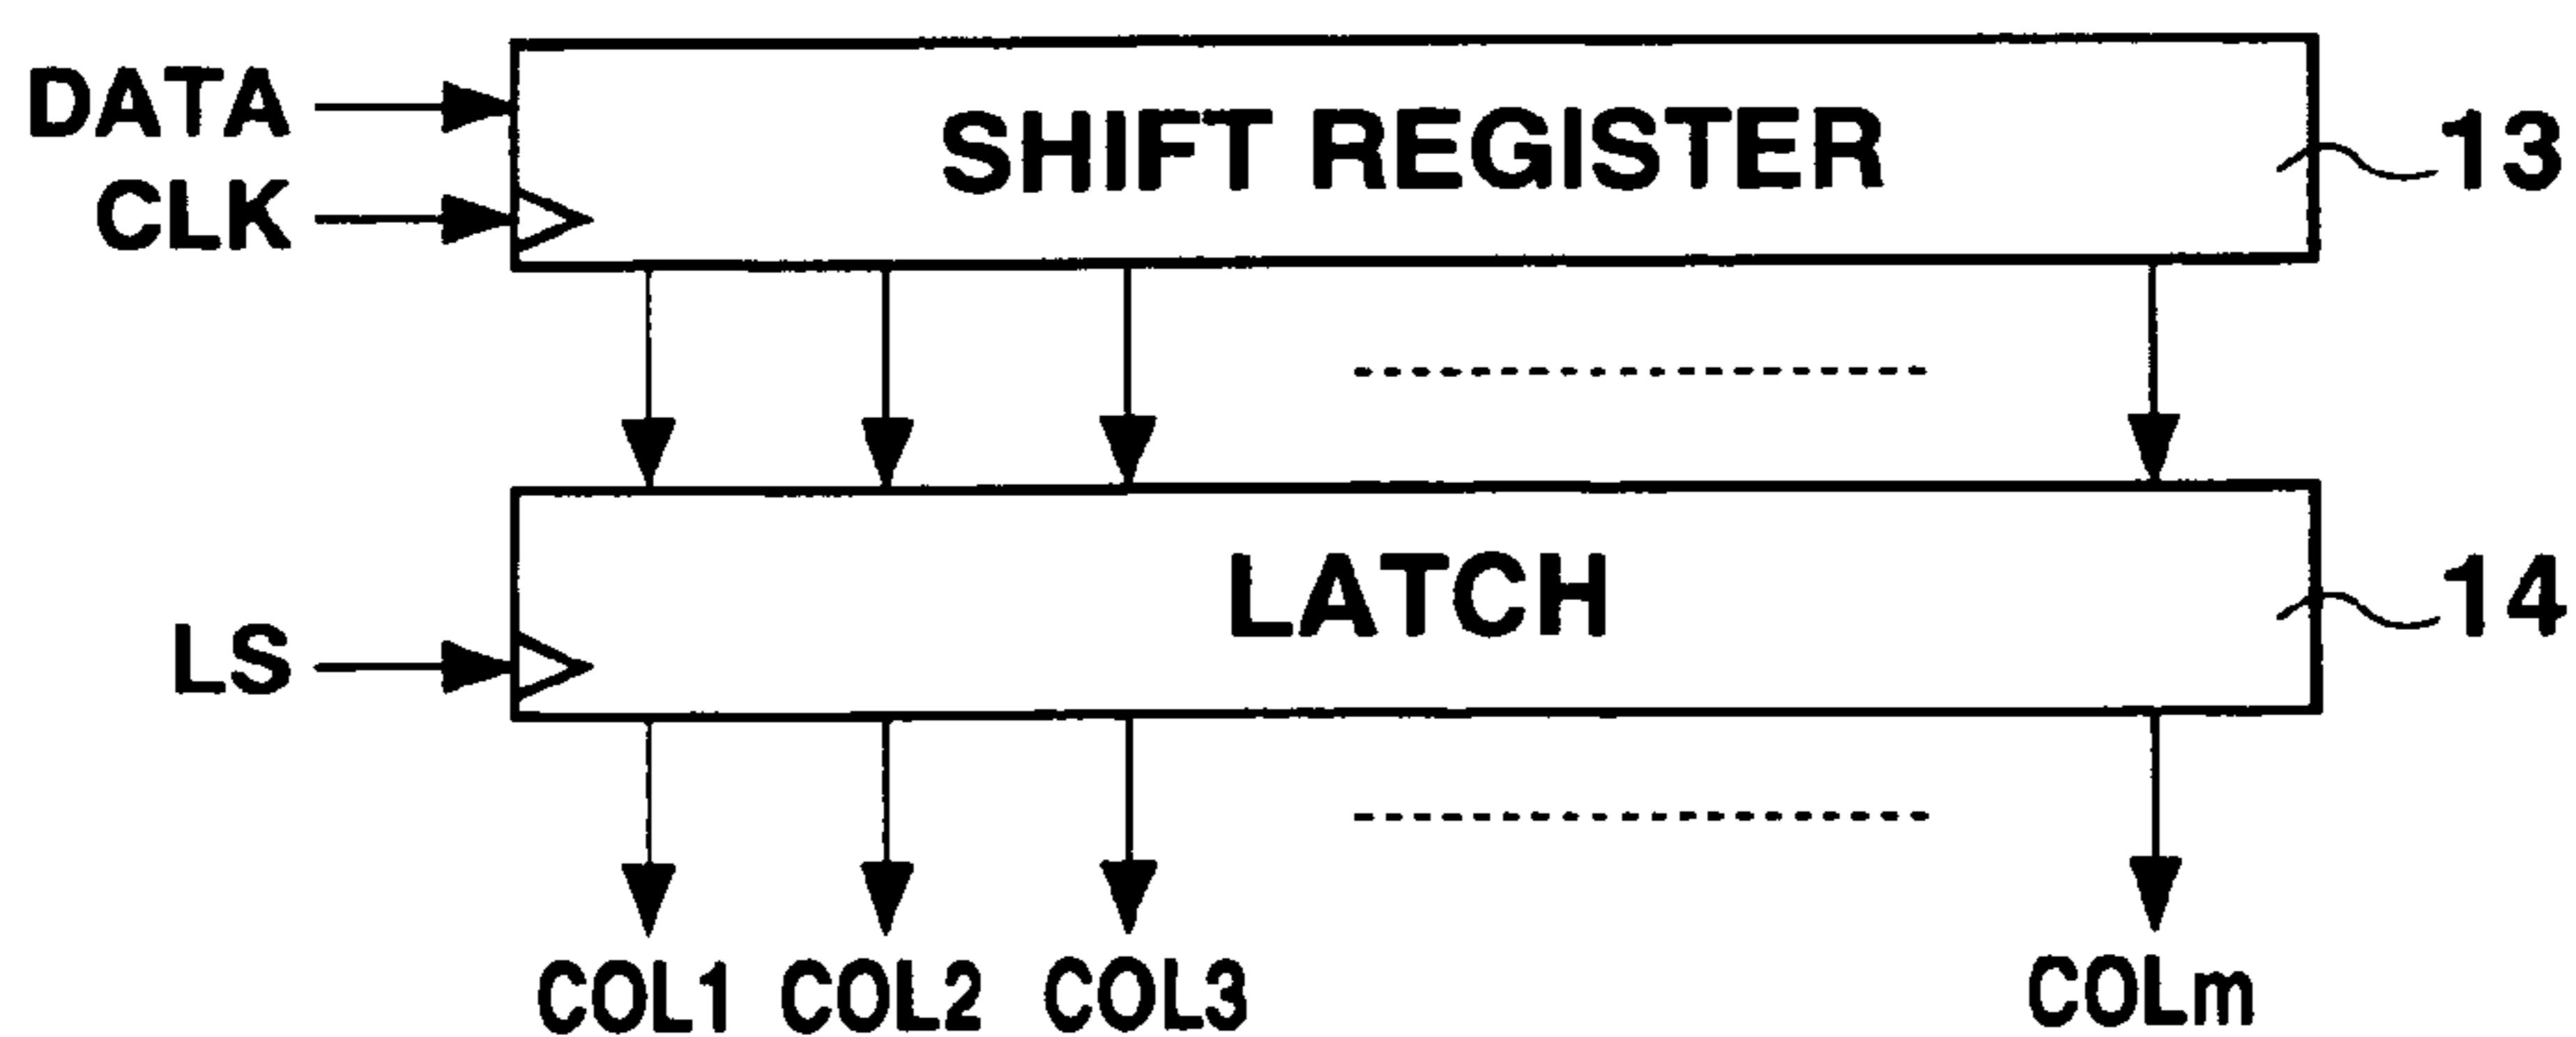 DATA
SHIFT REGISTER
13
CLK
LATCH
14
LS
COL1 COL2 COL3 COLm